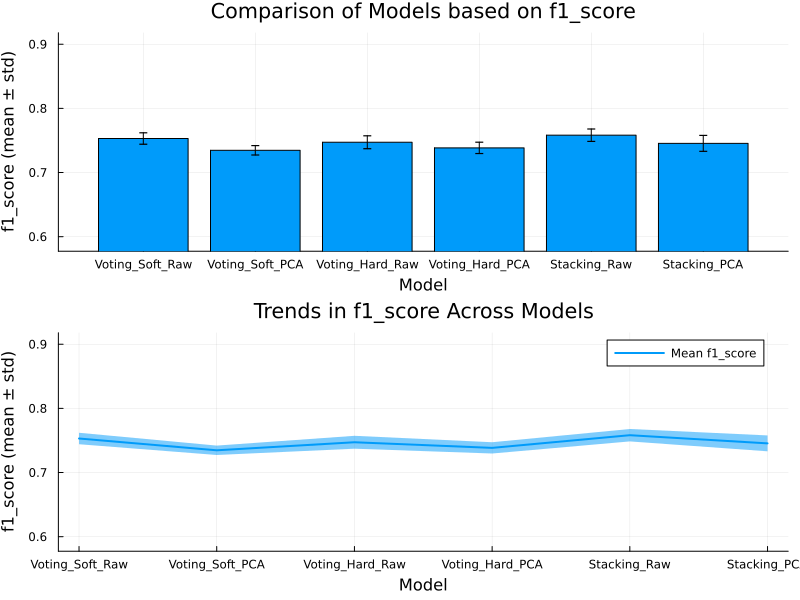 Comparison of Models based on f1_score
f1_score (mean ± std)
0.9
0.8
0.7
0.6
Voting_Soft_Raw Voting_Soft_PCA Voting_Hard_Raw Voting_Hard_PCA Stacking_Raw Stacking_PCA
Model
Trends in f1_score Across Models
f1_score (mean ± std)
Mean f1_score
0.9
0.8
0.7
0.6
Voting_Soft_Raw Voting_Soft_PCA Voting_Hard_Raw Voting_Hard_PCA Stacking_Raw Stacking_PC
Model